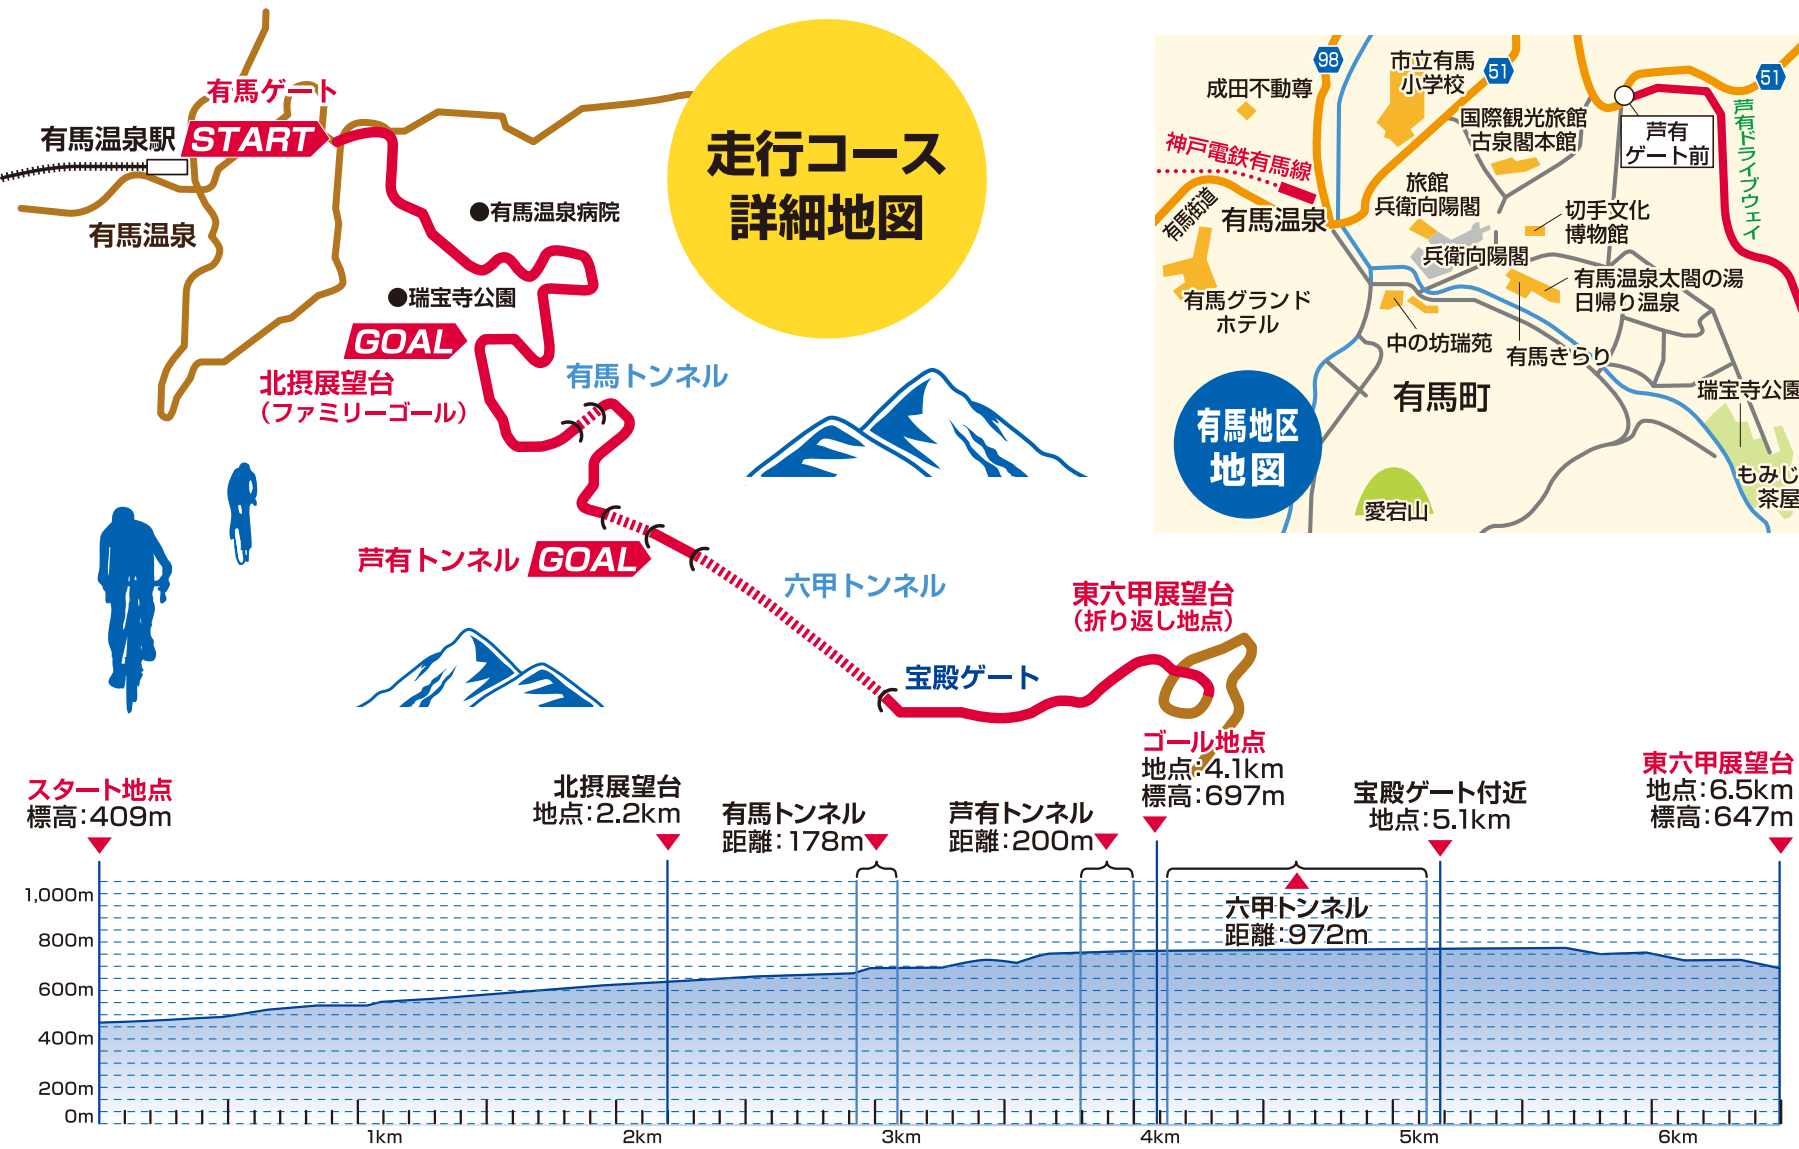 走行コース
詳細地図
有馬ゲート
START
有馬温泉駅
有馬温泉
有馬温泉病院
瑞宝寺公園
GOAL
北摂展望台
（ファミリーゴール）
有馬トンネル
芦有トンネル
GOAL
六甲トンネル
東六甲展望台
（折り返し地点）
宝殿ゲート
98
市立有馬
小学校
51
51
成田不動尊
国際観光旅館
古泉閣本館
芦有
ゲート前
芦有ドライブウェイ
神戸電鉄有馬線
旅館
兵衛向陽閣
有馬街道
有馬温泉
切手文化
博物館
兵衛向陽閣
有馬温泉太閤の湯
日帰り温泉
有馬グランド
ホテル
中の坊瑞苑
有馬きらり
有馬町
瑞宝寺公園
有馬地区
地図
もみじ
茶屋
愛宕山
スタート地点
標高:409m
北摂展望台
地点:2.2km
有馬トンネル
距離:178m
芦有トンネル
距離:200m
ゴール地点
地点:4.1km
標高:697m
宝殿ゲート付近
地点:5.1km
東六甲展望台
地点:6.5km
標高:647m
六甲トンネル
距離:972m
1,000m
800m
600m
400m
200m
0m
1km
2km
3km
4km
5km
6km